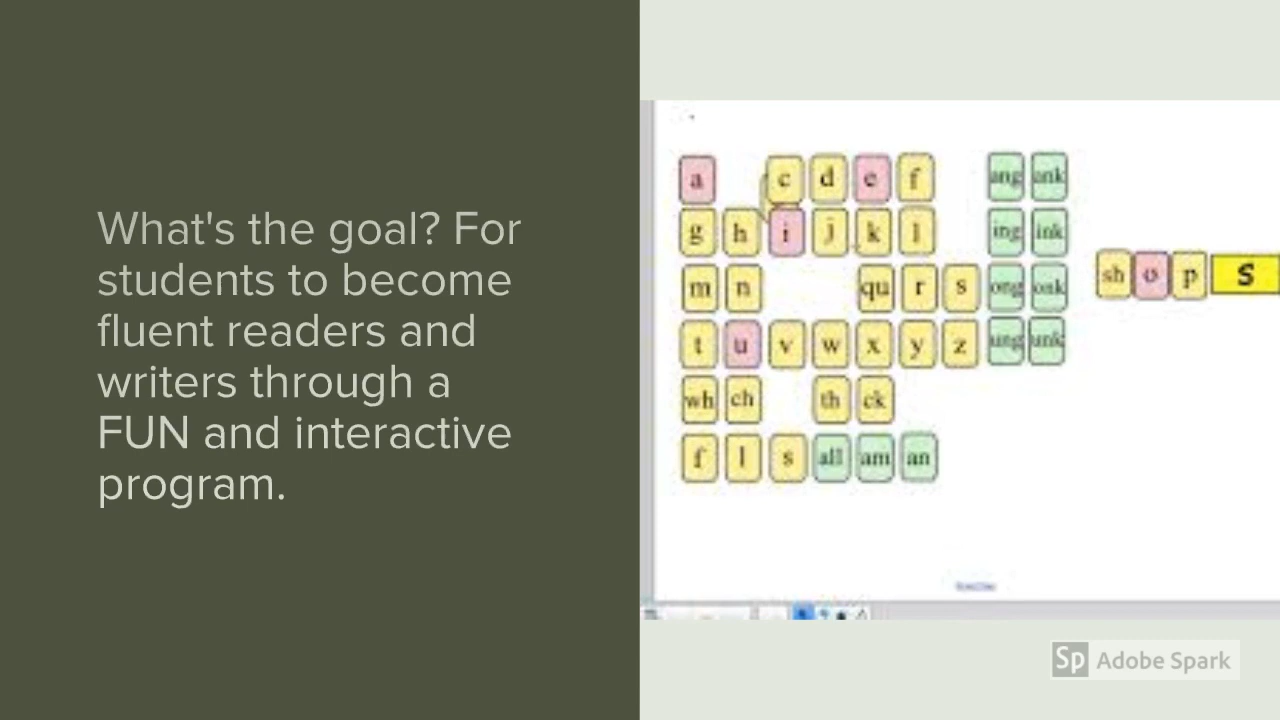 What's the goal? For
students to become
fluent readers and
writers through a
FUN and interactive
program.
a c d e f ang ank
g h i j k l ing ink
m n qu r s ong onk
sh o p s
t u v w x y z ung unk
wh ch th ck
f l s all am an
Sp Adobe Spark